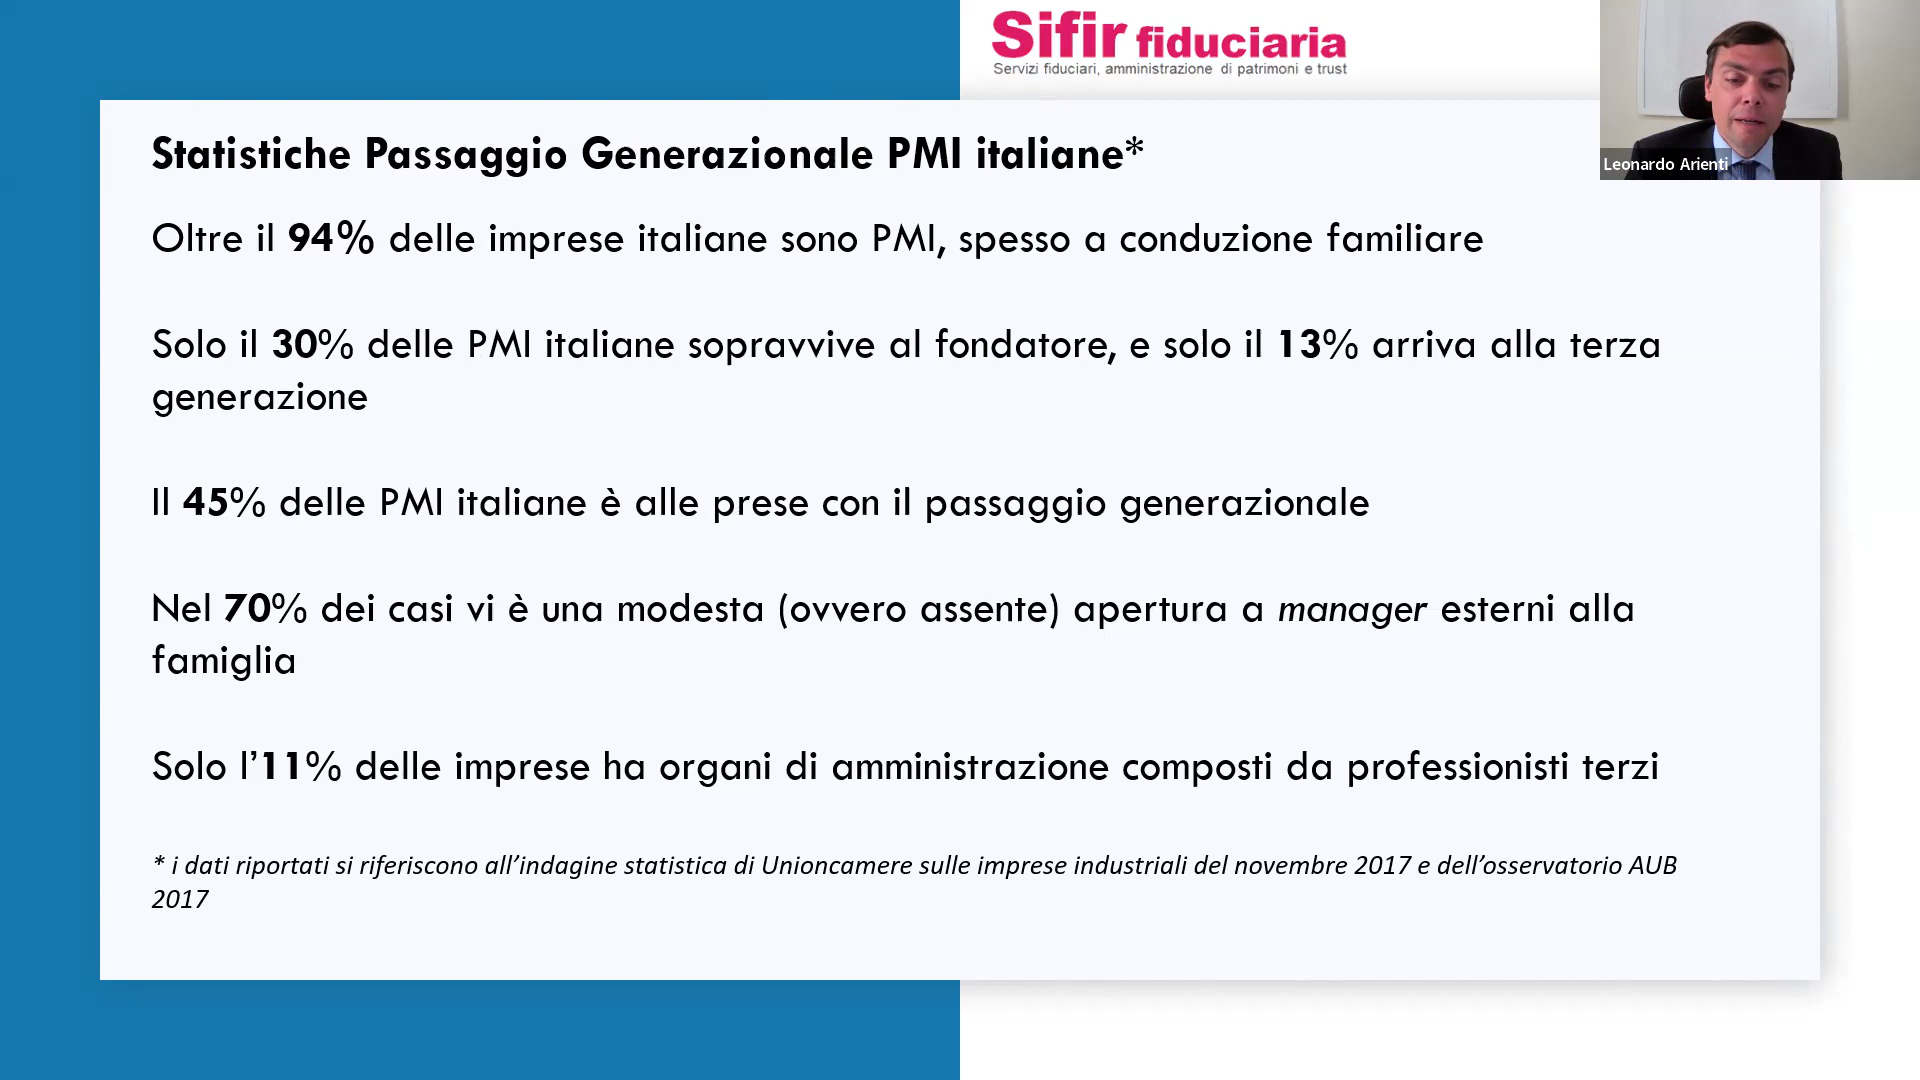 Sifir fiduciaria
Servizi fiduciari, amministrazione di patrimoni e trust
Leonardo Arienti
Statistiche Passaggio Generazionale PMI italiane*
Oltre il 94% delle imprese italiane sono PMI, spesso a conduzione familiare
Solo il 30% delle PMI italiane sopravvive al fondatore, e solo il 13% arriva alla terza
generazione
Il 45% delle PMI italiane è alle prese con il passaggio generazionale
Nel 70% dei casi vi è una modesta (ovvero assente) apertura a manager esterni alla
famiglia
Solo l’11% delle imprese ha organi di amministrazione composti da professionisti terzi
* i dati riportati si riferiscono all’indagine statistica di Unioncamere sulle imprese industriali del novembre 2017 e dell’osservatorio AUB
2017